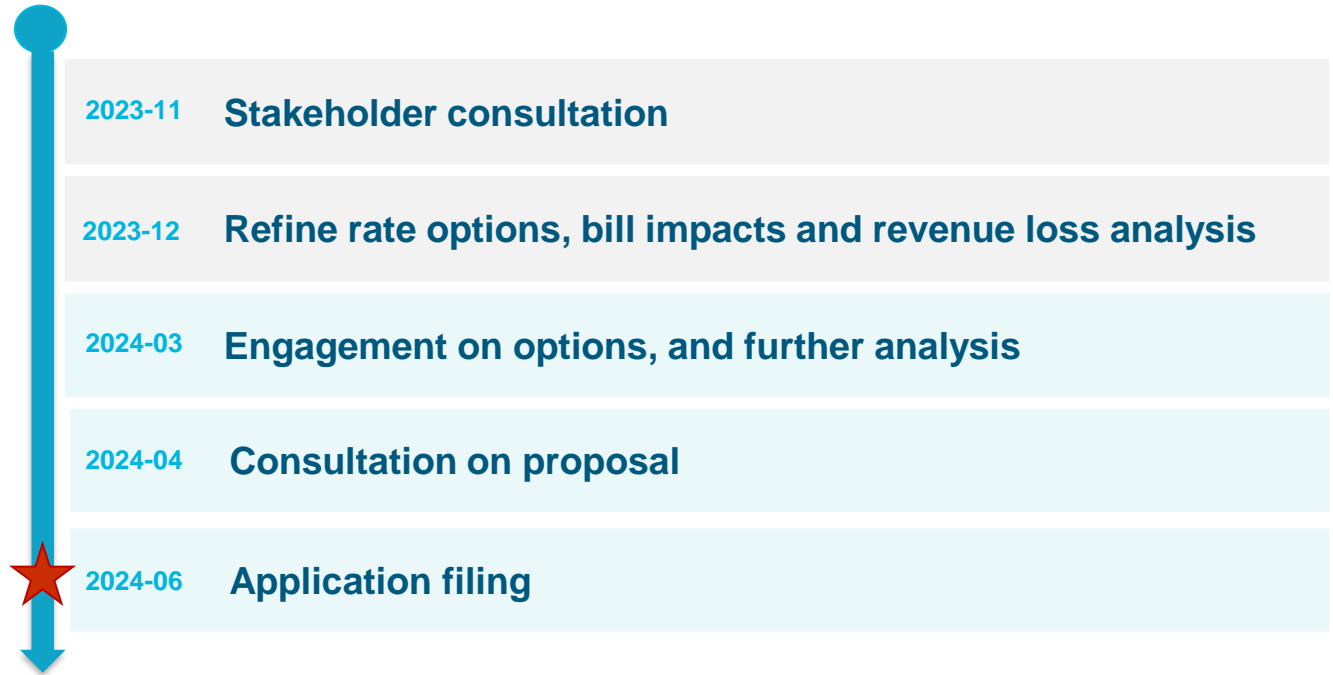 2023-11 Stakeholder consultation
2023-12 Refine rate options, bill impacts and revenue loss analysis
2024-03 Engagement on options, and further analysis
2024-04 Consultation on proposal
2024-06 Application filing